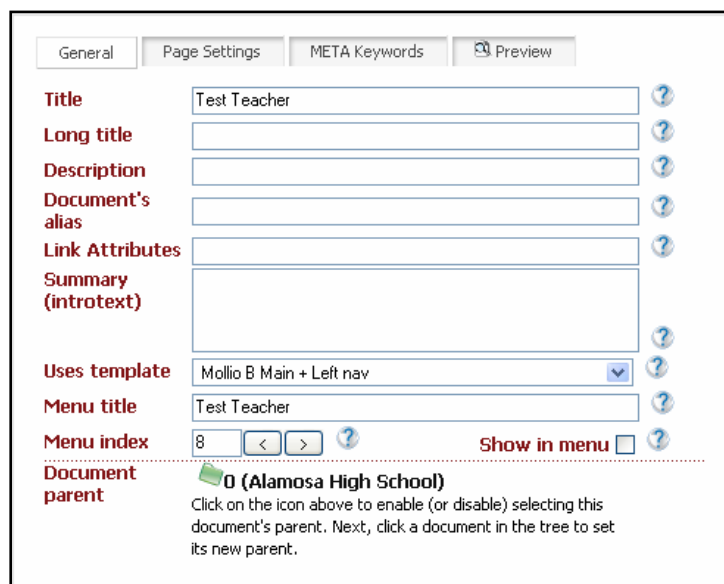 General Page Settings META Keywords Preview
Title Test Teacher ?
Long title ?
Description ?
Document's
alias ?
Link Attributes ?
Summary
(introtext)
?
Uses template Mollio B Main + Left nav ?
Menu title Test Teacher ?
Menu index 8 < > ? Show in menu ?
Document
parent
0 (Alamosa High School)
Click on the icon above to enable (or disable) selecting this
document's parent. Next, click a document in the tree to set
its new parent.